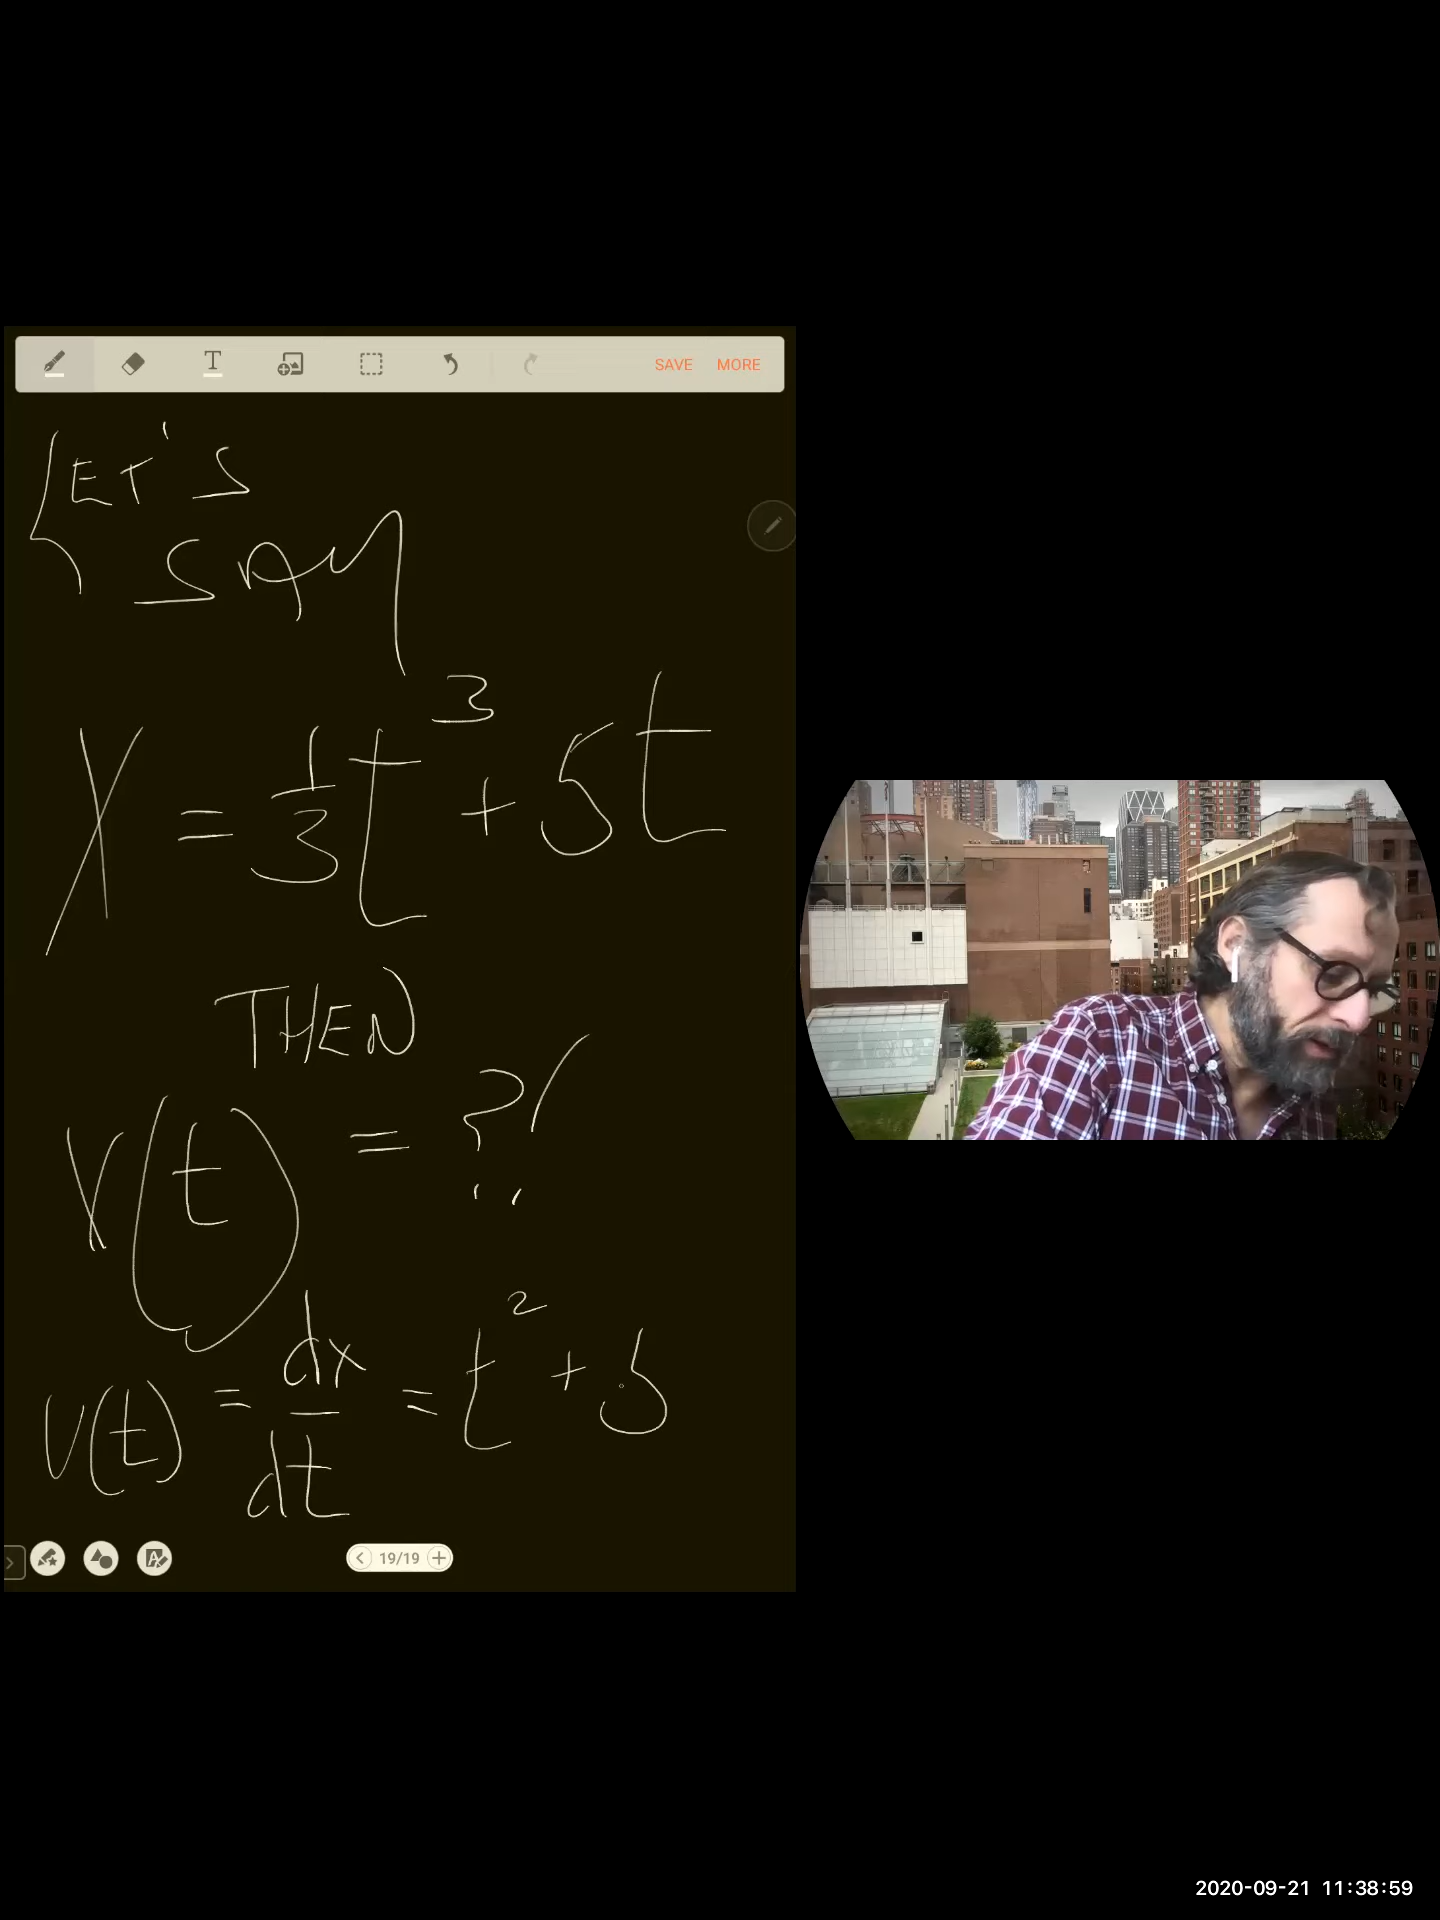 SAVE MORE
LET'S
SAY
X = 1/3 t³ + 5t
THEN
V(t) = ?!
V(t) = dx/dt = t² + 5
19/19
2020-09-21 11:38:59